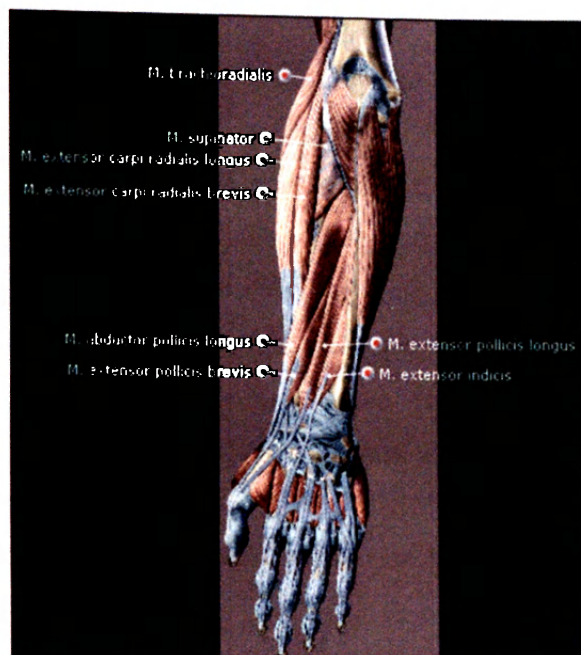 M. brachioradialis
M. supinator
M. extensor carpi radialis longus
M. extensor carpi radialis brevis
M. abductor pollicis longus
M. extensor pollicis longus
M. extensor pollicis brevis
M. extensor indicis